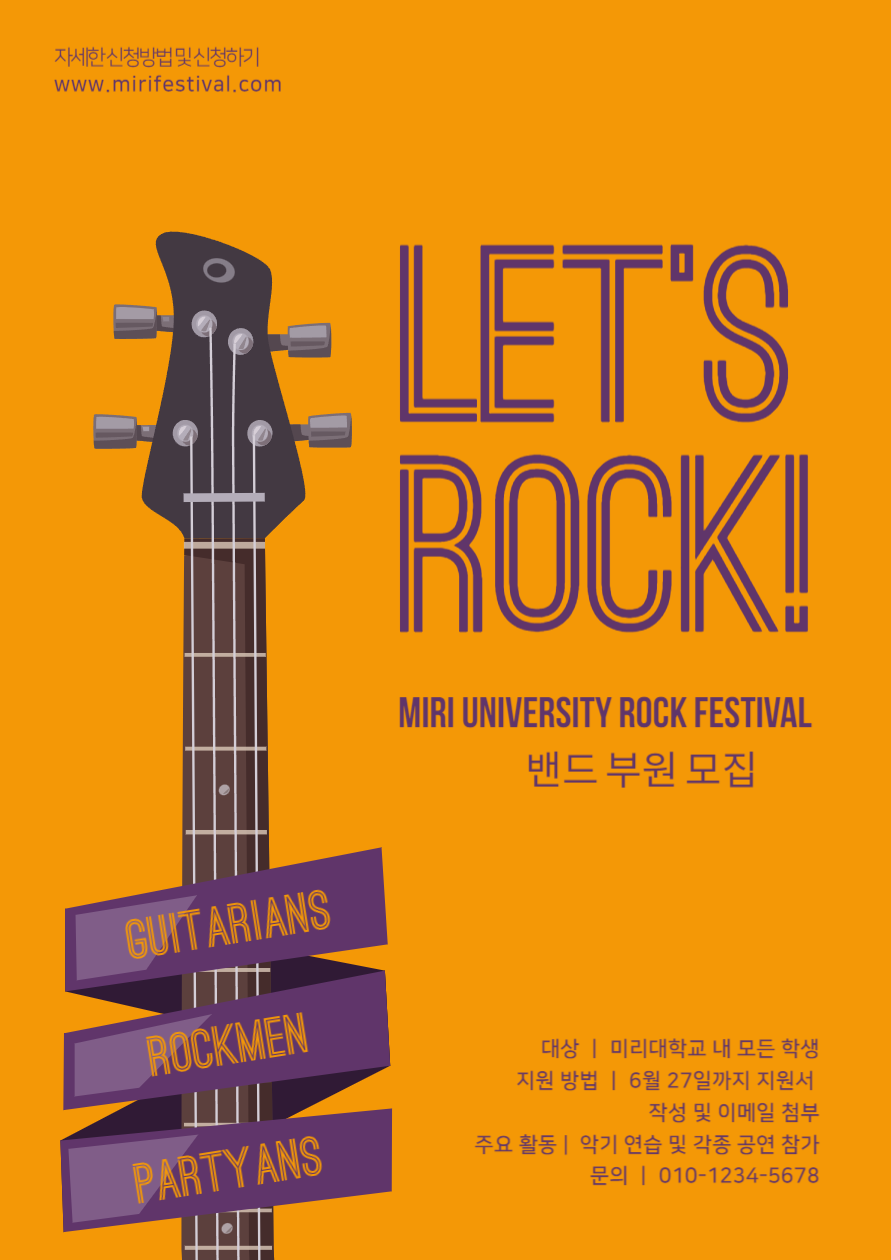 자세한 신청방법 및 신청하기
www.mirifestival.com
LET'S
ROCK!
MIRI UNIVERSITY ROCK FESTIVAL
밴드 부원 모집
GUITARIANS
ROCKMEN
PARTYANS
대상 | 미리대학교 내 모든 학생
지원 방법 | 6월 27일까지 지원서
작성 및 이메일 첨부
주요 활동 | 악기 연습 및 각종 공연 참가
문의 | 010-1234-5678